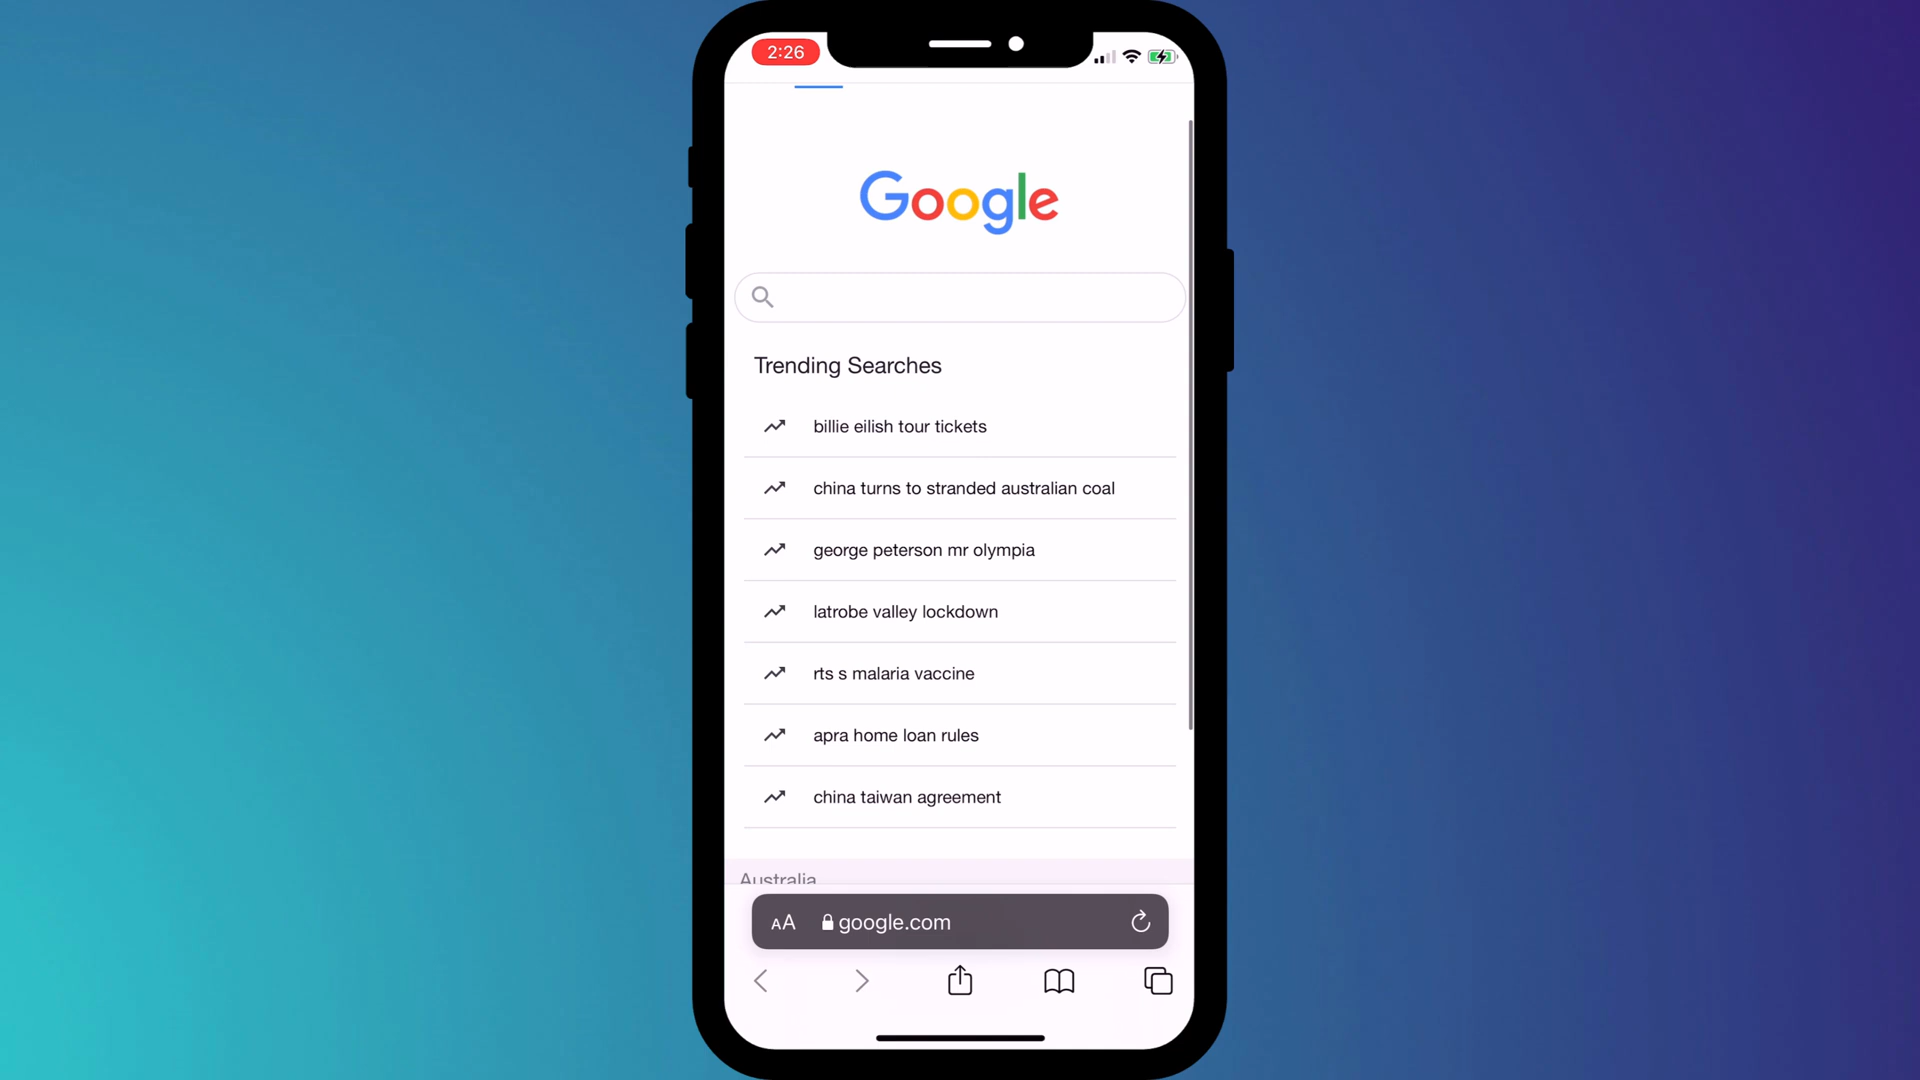 2:26
Google
Trending Searches
billie eilish tour tickets
china turns to stranded australian coal
george peterson mr olympia
latrobe valley lockdown
rts s malaria vaccine
apra home loan rules
china taiwan agreement
Australia
AA google.com